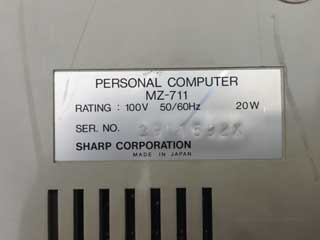 PERSONAL COMPUTER
MZ-711
RATING : 100V 50/60Hz 20W
SER. NO.
SHARP CORPORATION
MADE IN JAPAN